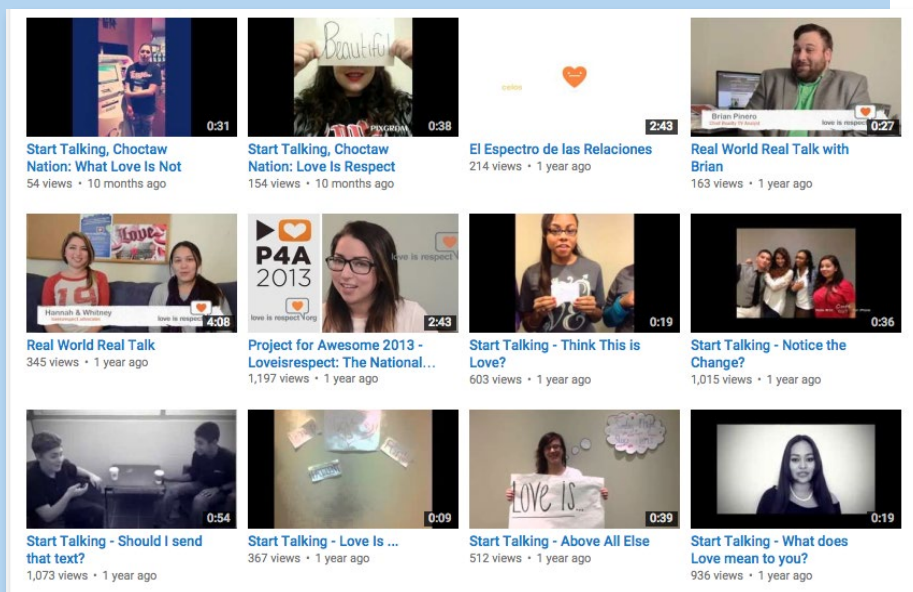 Beautiful
PIXGROM
0:31
0:38
2:43
Brian Pinero
love is respect
0:27
Start Talking, Choctaw
Nation: What Love Is Not
54 views • 10 months ago
Start Talking, Choctaw
Nation: Love Is Respect
154 views • 10 months ago
El Espectro de las Relaciones
214 views • 1 year ago
Real World Real Talk with
Brian
163 views • 1 year ago
Love
Hannah & Whitney
love is respect
4:08
P4A
2013
love is respect org
love is respect
2:43
0:19
0:36
Real World Real Talk
345 views • 1 year ago
Project for Awesome 2013 -
Loveisrespect: The National...
1,197 views • 1 year ago
Start Talking - Think This is
Love?
603 views • 1 year ago
Start Talking - Notice the
Change?
1,015 views • 1 year ago
0:54
0:09
LOVE is...
0:39
0:19
Start Talking - Should I send
that text?
1,073 views • 1 year ago
Start Talking - Love Is ...
367 views • 1 year ago
Start Talking - Above All Else
512 views • 1 year ago
Start Talking - What does
Love mean to you?
936 views • 1 year ago